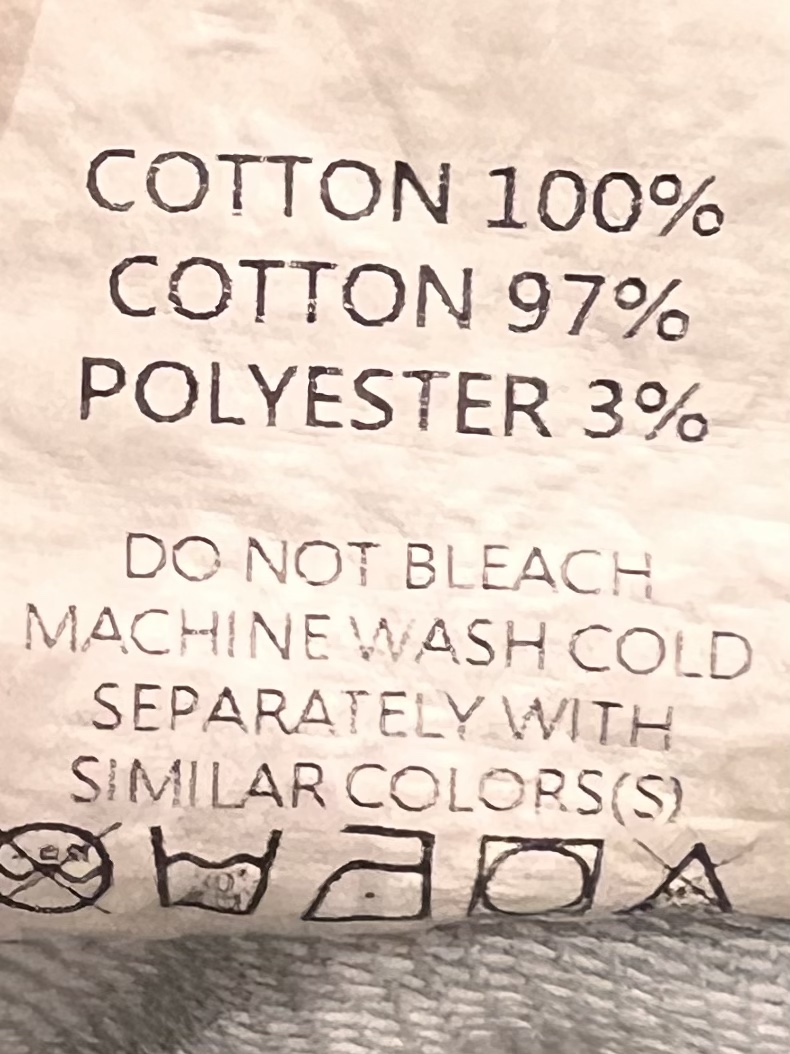 COTTON 100%
COTTON 97%
POLYESTER 3%
DO NOT BLEACH
MACHINE WASH COLD
SEPARATELY WITH
SIMILAR COLORS(S)